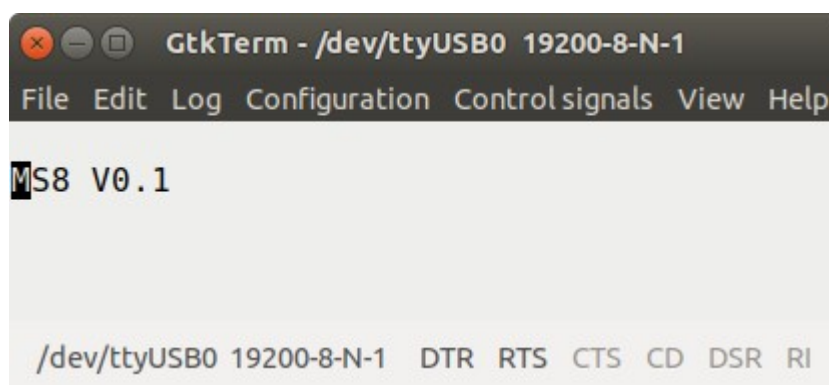 GtkTerm - /dev/ttyUSB0 19200-8-N-1
File Edit Log Configuration Control signals View Help
MS8 V0.1
/dev/ttyUSB0 19200-8-N-1 DTR RTS CTS CD DSR RI